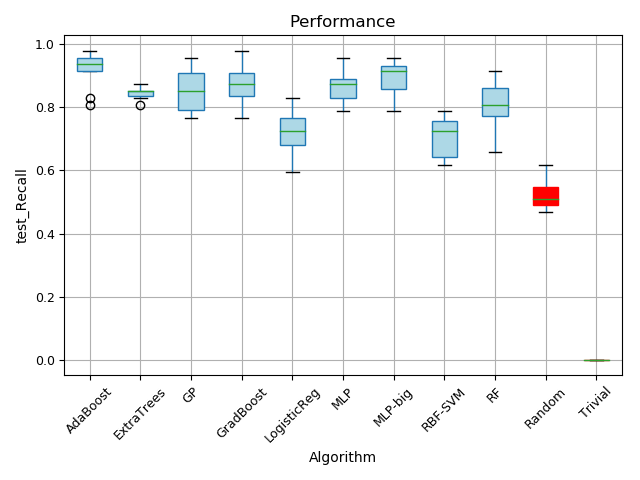 Performance
test_Recall
1.0
0.8
0.6
0.4
0.2
0.0
AdaBoost
ExtraTrees
GP
GradBoost
LogisticReg
MLP
MLP-big
RBF-SVM
RF
Random
Trivial
Algorithm